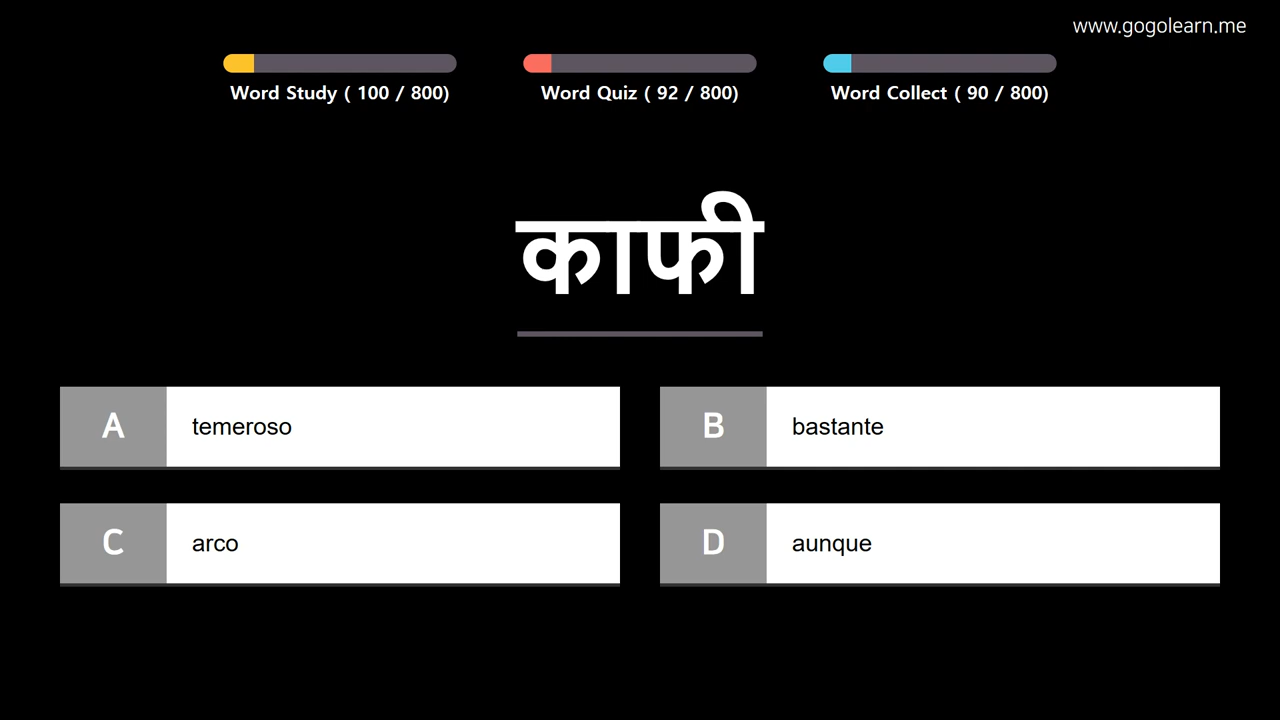 www.gogolearn.me
Word Study ( 100 / 800) Word Quiz ( 92 / 800) Word Collect ( 90 / 800)
काफी
A temeroso
B bastante
C arco
D aunque